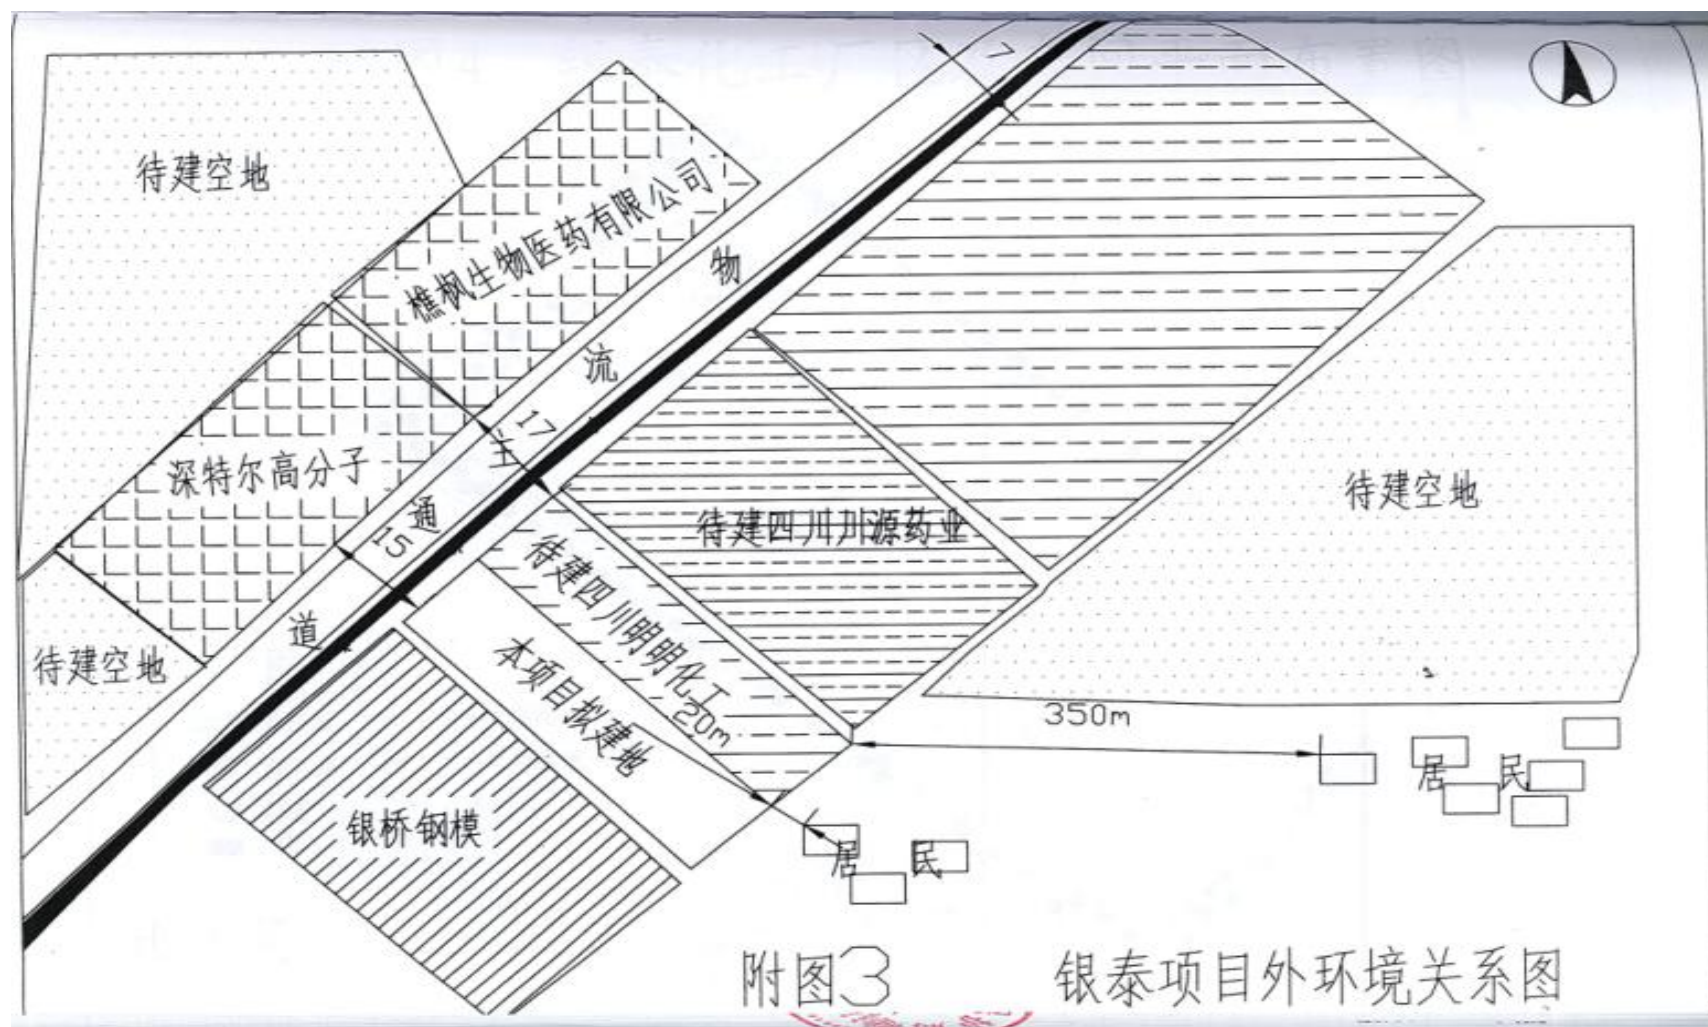 待建空地
樵枫生物医药有限公司
7
物
流
17
主
深特尔高分子
通
15
道
待建空地
待建四川川源药业
待建空地
待建四川明明化工
本项目拟建地
20m
350m
居 民
银桥钢模
居 民
附图3 银泰项目外环境关系图